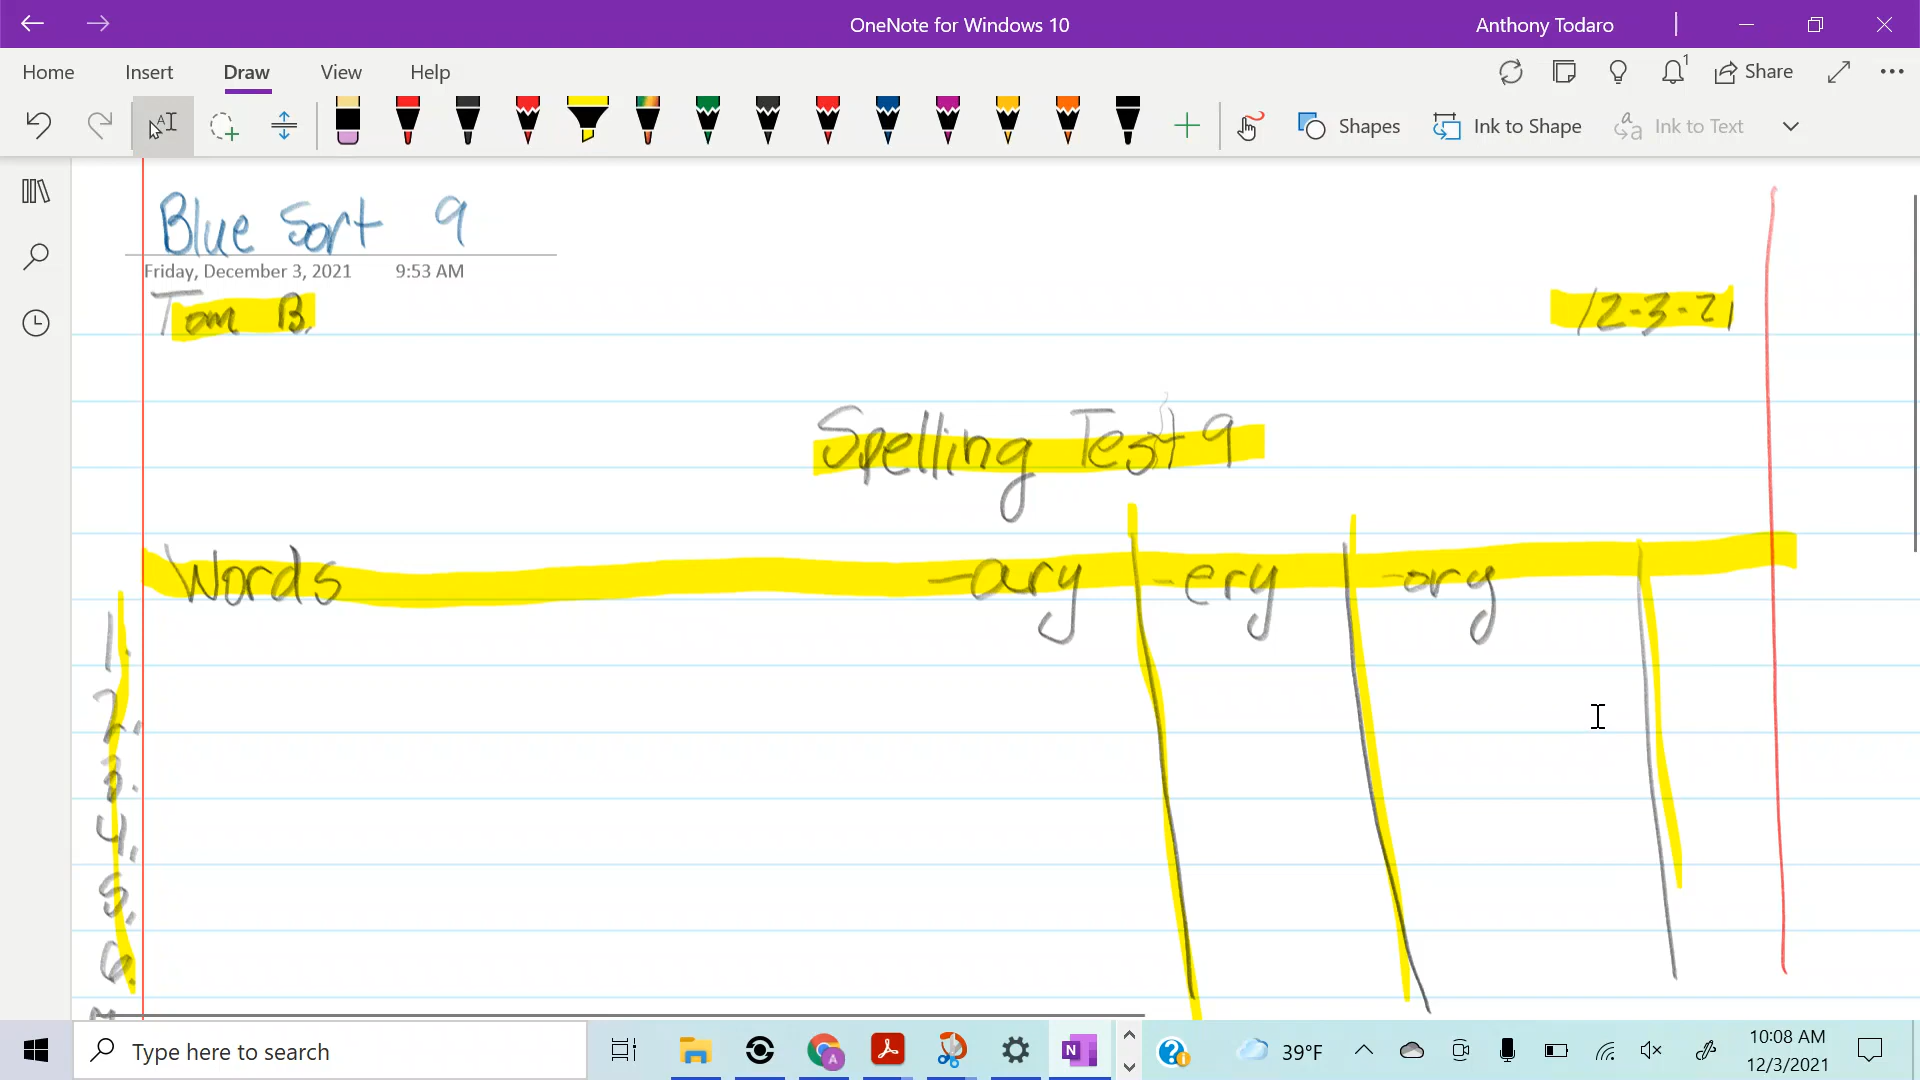 OneNote for Windows 10
Anthony Todaro
Home Insert Draw View Help
1 Share
Shapes Ink to Shape Ink to Text
Blue Sort 9
Friday, December 3, 2021 9:53 AM
Tom B. 12-3-21
Spelling Test 9
Words -ary -ery -ory
1.
2.
3.
4.
5.
6.
Type here to search
39°F
10:08 AM
12/3/2021